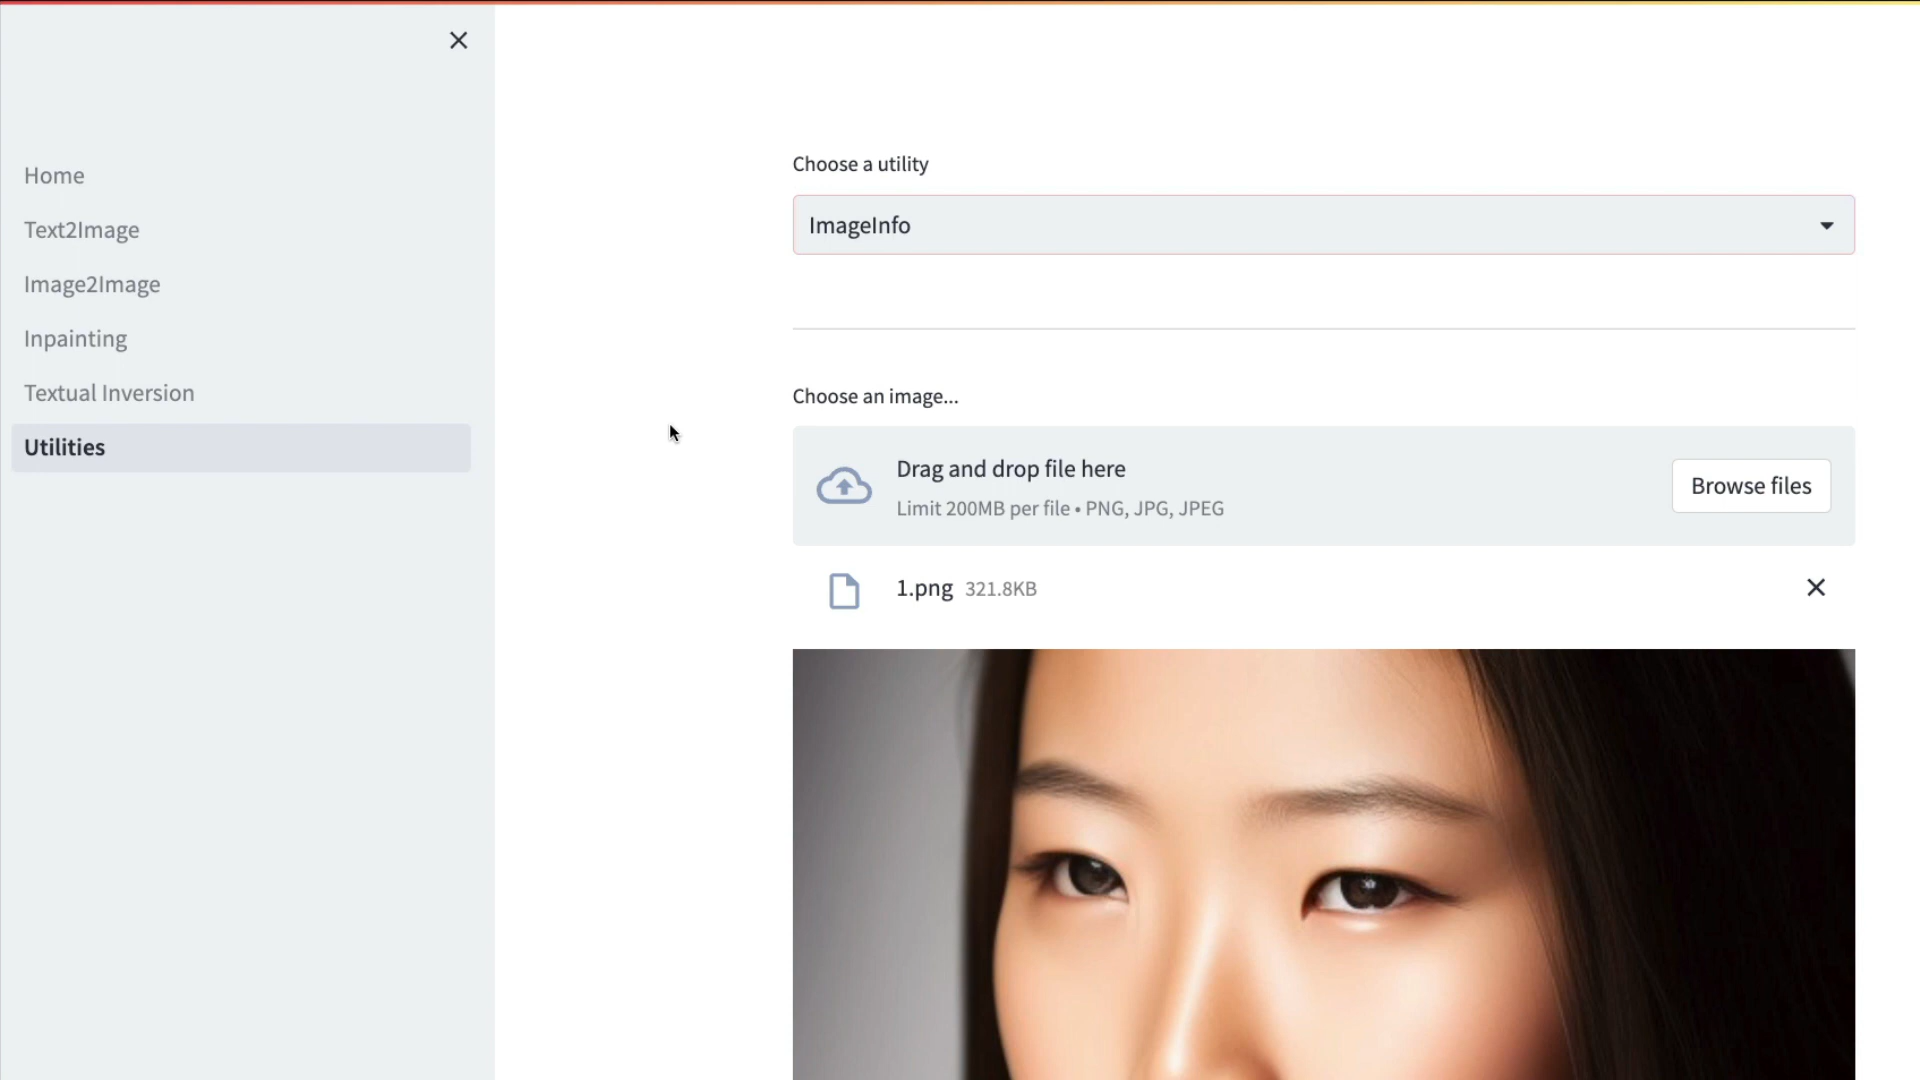 Home
Text2Image
Image2Image
Inpainting
Textual Inversion
Utilities
Choose a utility
ImageInfo
Choose an image...
Drag and drop file here
Limit 200MB per file • PNG, JPG, JPEG
Browse files
1.png 321.8KB